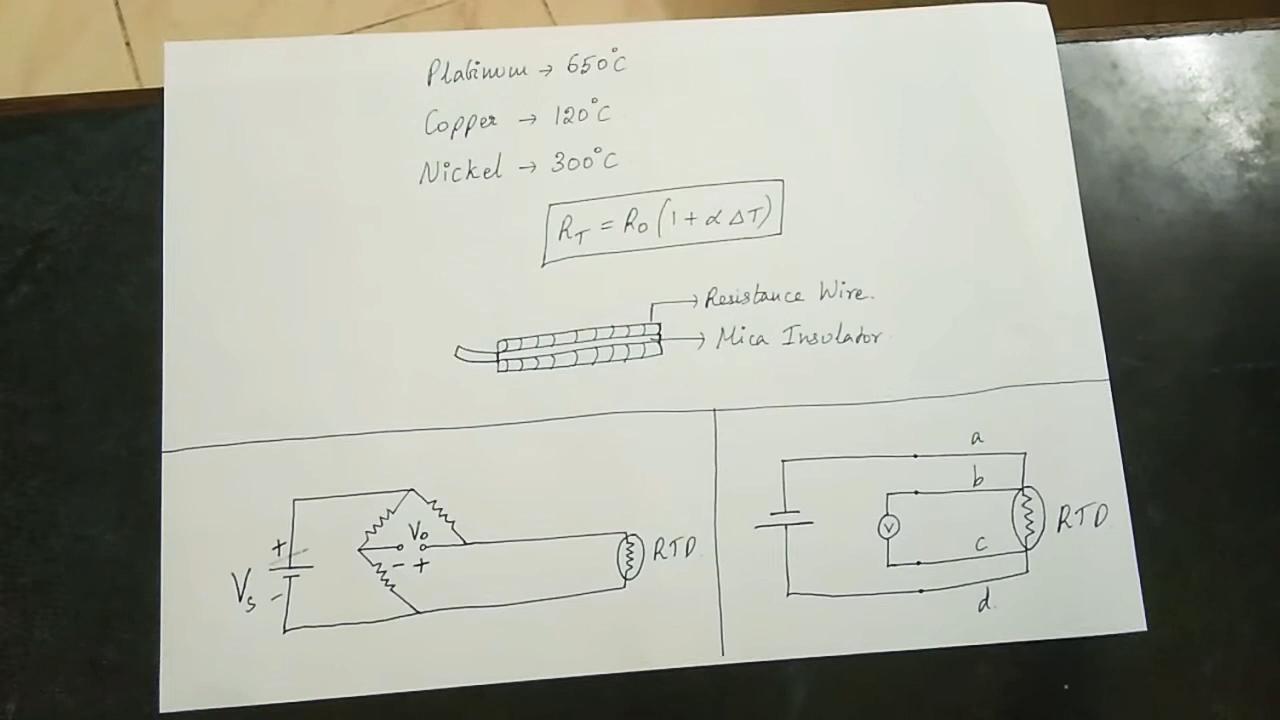 Platinum → 650°C
Copper → 120°C
Nickel → 300°C
R_T = R_0 (1 + α ΔT)
→ Resistance Wire.
→ Mica Insulator
V_s
+
-
V_o
- +
RTD
a
b
V
c
d
RTD